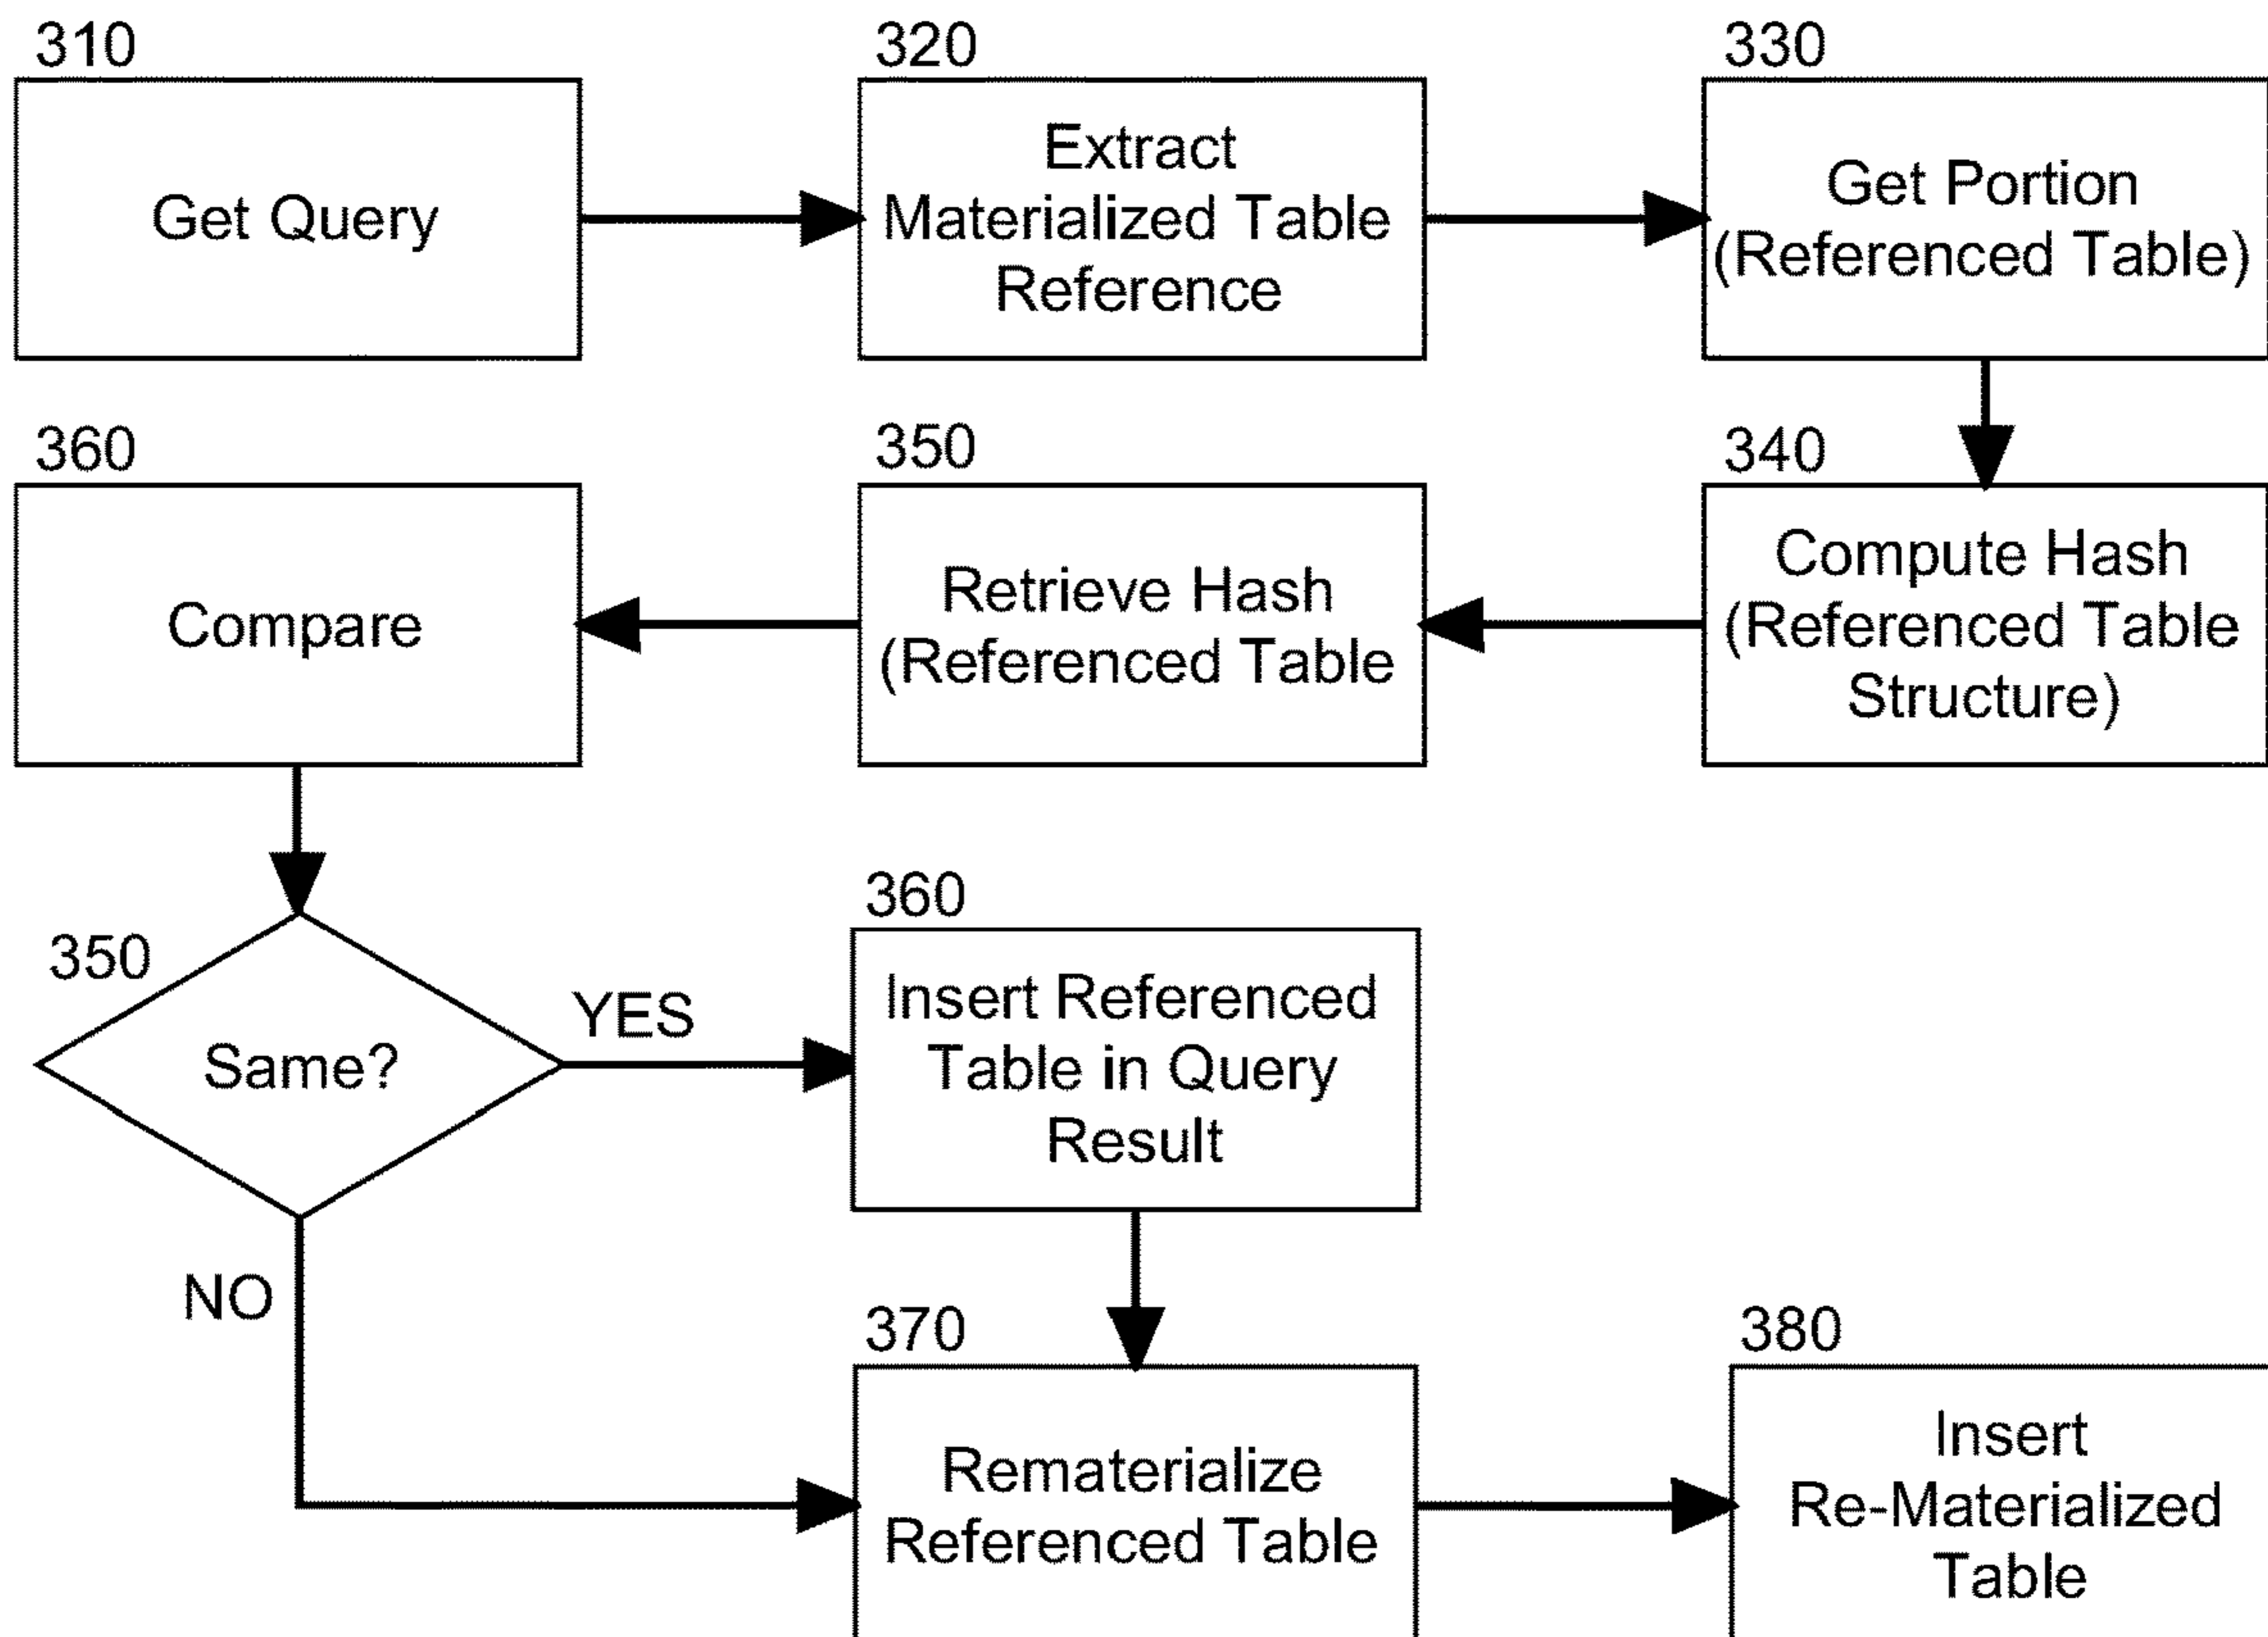 310
Get Query
320
Extract
Materialized Table
Reference
330
Get Portion
(Referenced Table)
340
Compute Hash
(Referenced Table
Structure)
350
Retrieve Hash
(Referenced Table
360
Compare
350
Same?
YES
NO
360
Insert Referenced
Table in Query
Result
370
Rematerialize
Referenced Table
380
Insert
Re-Materialized
Table